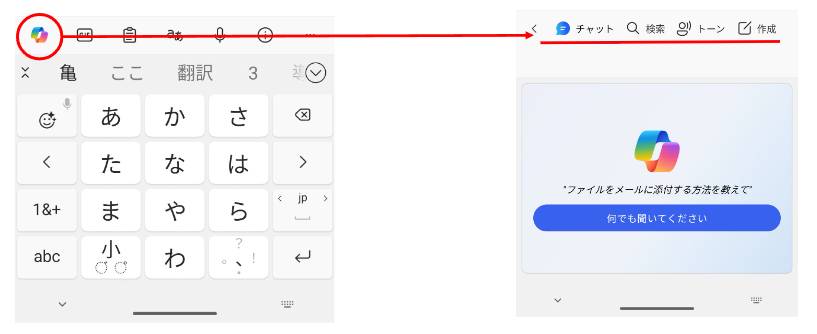 GIF
aあ
チャット 検索 トーン 作成
亀 ここ 翻訳 3
あ か さ
た な は
1&+ ま や ら jp
abc 小 わ 、 。 ? !
"ファイルをメールに添付する方法を教えて"
何でも聞いてください